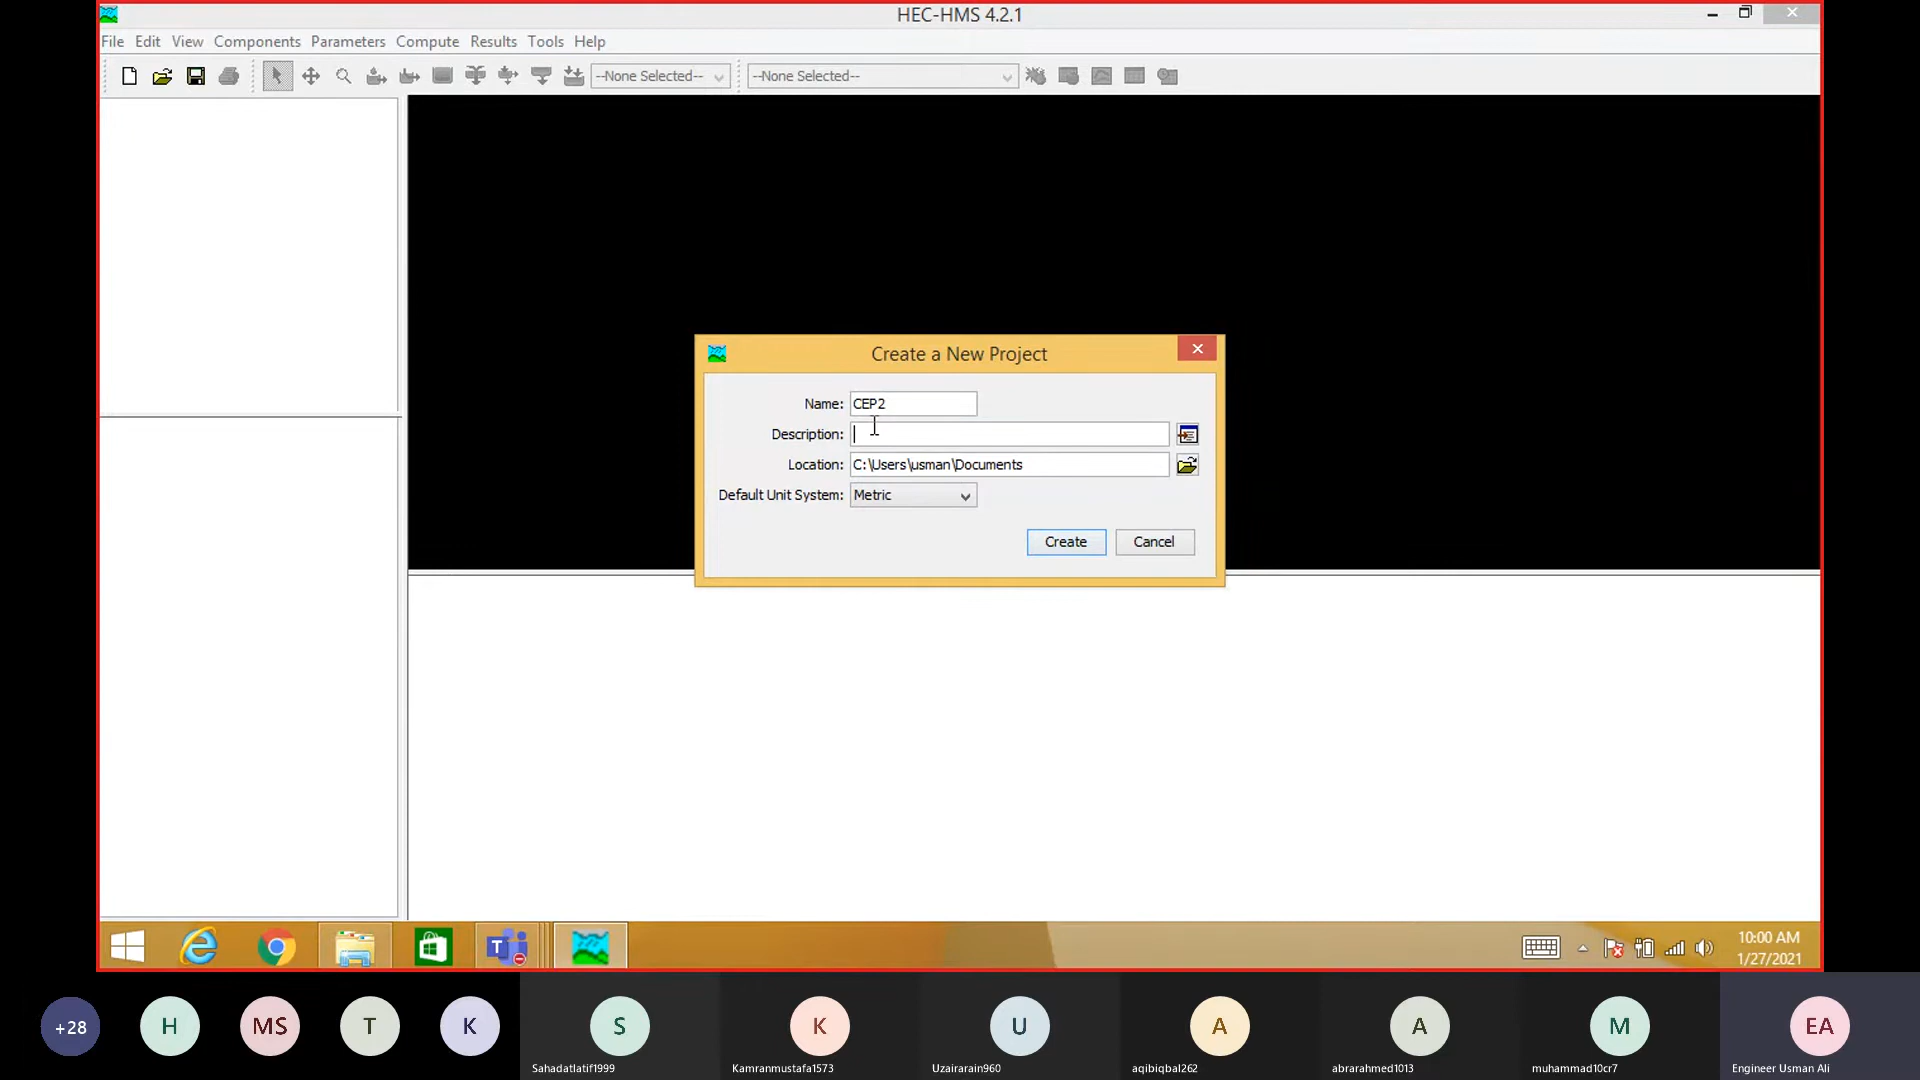 HEC-HMS 4.2.1
File Edit View Components Parameters Compute Results Tools Help
--None Selected-- --None Selected--
Create a New Project
Name: CEP2
Description:
Location: C:\Users\usman\Documents
Default Unit System: Metric
Create Cancel
10:00 AM
1/27/2021
+28 H MS T K S K U A A M EA
Sahadatlatif1999 Kamranmustafa1573 Uzairarain960 aqibiqbal262 abrarahmed1013 muhammad10cr7 Engineer Usman Ali